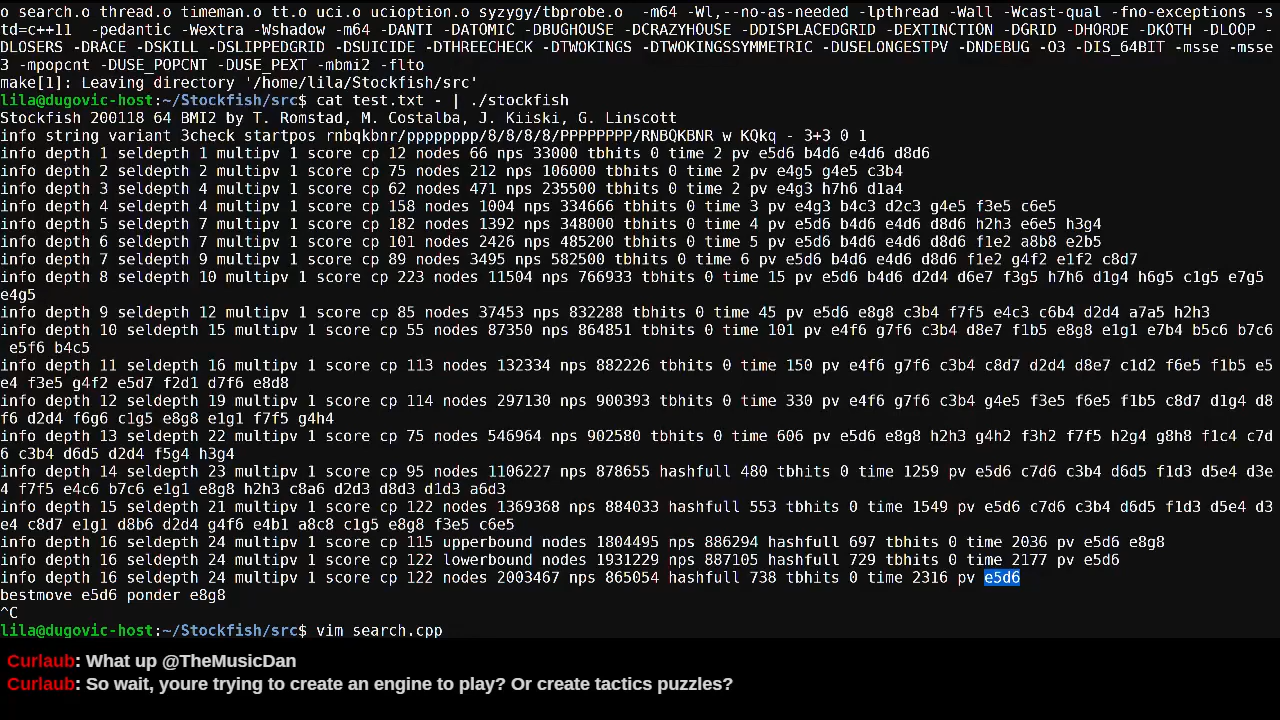 o search.o thread.o timeman.o tt.o uci.o ucioption.o syzygy/tbprobe.o  -m64 -Wl,--no-as-needed -lpthread -Wall -Wcast-qual -fno-exceptions -s
td=c++11  -pedantic -Wextra -Wshadow -m64 -DANTI -DATOMIC -DBUGHOUSE -DCRAZYHOUSE -DDISPLACEDGRID -DEXTINCTION -DGRID -DHORDE -DKOTH -DLOOP -
DLOSERS -DRACE -DSKILL -DSLIPPEDGRID -DSUICIDE -DTHREECHECK -DTWOKINGS -DTWOKINGSSYMMETRIC -DUSELONGESTPV -DNDEBUG -O3 -DIS_64BIT -msse -msse
3 -mpopcnt -DUSE_POPCNT -DUSE_PEXT -mbmi2 -flto
make[1]: Leaving directory '/home/lila/Stockfish/src'
lila@dugovic-host:~/Stockfish/src$ cat test.txt - | ./stockfish
Stockfish 200118 64 BMI2 by T. Romstad, M. Costalba, J. Kiiski, G. Linscott
info string variant 3check startpos rnbqkbnr/pppppppp/8/8/8/8/PPPPPPPP/RNBQKBNR w KQkq - 3+3 0 1
info depth 1 seldepth 1 multipv 1 score cp 12 nodes 66 nps 33000 tbhits 0 time 2 pv e5d6 b4d6 e4d6 d8d6
info depth 2 seldepth 2 multipv 1 score cp 75 nodes 212 nps 106000 tbhits 0 time 2 pv e4g5 g4e5 c3b4
info depth 3 seldepth 4 multipv 1 score cp 62 nodes 471 nps 235500 tbhits 0 time 2 pv e4g3 h7h6 d1a4
info depth 4 seldepth 4 multipv 1 score cp 158 nodes 1004 nps 334666 tbhits 0 time 3 pv e4g3 b4c3 d2c3 g4e5 f3e5 c6e5
info depth 5 seldepth 7 multipv 1 score cp 182 nodes 1392 nps 348000 tbhits 0 time 4 pv e5d6 b4d6 e4d6 d8d6 h2h3 e6e5 h3g4
info depth 6 seldepth 7 multipv 1 score cp 101 nodes 2426 nps 485200 tbhits 0 time 5 pv e5d6 b4d6 e4d6 d8d6 f1e2 a8b8 e2b5
info depth 7 seldepth 9 multipv 1 score cp 89 nodes 3495 nps 582500 tbhits 0 time 6 pv e5d6 b4d6 e4d6 d8d6 f1e2 g4f2 e1f2 c8d7
info depth 8 seldepth 10 multipv 1 score cp 223 nodes 11504 nps 766933 tbhits 0 time 15 pv e5d6 b4d6 d2d4 d6e7 f3g5 h7h6 d1g4 h6g5 c1g5 e7g5
e4g5
info depth 9 seldepth 12 multipv 1 score cp 85 nodes 37453 nps 832288 tbhits 0 time 45 pv e5d6 e8g8 c3b4 f7f5 e4c3 c6b4 d2d4 a7a5 h2h3
info depth 10 seldepth 15 multipv 1 score cp 55 nodes 87350 nps 864851 tbhits 0 time 101 pv e4f6 g7f6 c3b4 d8e7 f1b5 e8g8 e1g1 e7b4 b5c6 b7c6
 e5f6 b4c5
info depth 11 seldepth 16 multipv 1 score cp 113 nodes 132334 nps 882226 tbhits 0 time 150 pv e4f6 g7f6 c3b4 c8d7 d2d4 d8e7 c1d2 f6e5 f1b5 e5
e4 f3e5 g4f2 e5d7 f2d1 d7f6 e8d8
info depth 12 seldepth 19 multipv 1 score cp 114 nodes 297130 nps 900393 tbhits 0 time 330 pv e4f6 g7f6 c3b4 g4e5 f3e5 f6e5 f1b5 c8d7 d1g4 d8
f6 d2d4 f6g6 c1g5 e8g8 e1g1 f7f5 g4h4
info depth 13 seldepth 22 multipv 1 score cp 75 nodes 546964 nps 902580 tbhits 0 time 606 pv e5d6 e8g8 h2h3 g4h2 f3h2 f7f5 h2g4 g8h8 f1c4 c7d
6 c3b4 d6d5 d2d4 f5g4 h3g4
info depth 14 seldepth 23 multipv 1 score cp 95 nodes 1106227 nps 878655 hashfull 480 tbhits 0 time 1259 pv e5d6 c7d6 c3b4 d6d5 f1d3 d5e4 d3e
4 f7f5 e4c6 b7c6 e1g1 e8g8 h2h3 c8a6 d2d3 d8d3 d1d3 a6d3
info depth 15 seldepth 21 multipv 1 score cp 122 nodes 1369368 nps 884033 hashfull 553 tbhits 0 time 1549 pv e5d6 c7d6 c3b4 d6d5 f1d3 d5e4 d3
e4 c8d7 e1g1 d8b6 d2d4 g4f6 e4b1 a8c8 c1g5 e8g8 f3e5 c6e5
info depth 16 seldepth 24 multipv 1 score cp 115 upperbound nodes 1804495 nps 886294 hashfull 697 tbhits 0 time 2036 pv e5d6 e8g8
info depth 16 seldepth 24 multipv 1 score cp 122 lowerbound nodes 1931229 nps 887105 hashfull 729 tbhits 0 time 2177 pv e5d6
info depth 16 seldepth 24 multipv 1 score cp 122 nodes 2003467 nps 865054 hashfull 738 tbhits 0 time 2316 pv e5d6
bestmove e5d6 ponder e8g8
^C
lila@dugovic-host:~/Stockfish/src$ vim search.cpp
Curlaub: What up @TheMusicDan
Curlaub: So wait, youre trying to create an engine to play? Or create tactics puzzles?